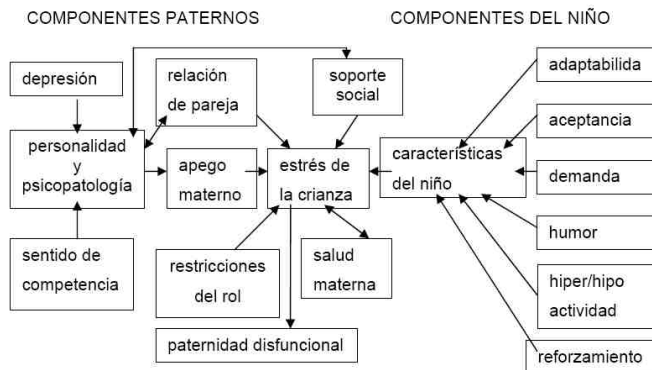 COMPONENTES PATERNOS
COMPONENTES DEL NIÑO
depresión
relación
de pareja
soporte
social
adaptabilida
aceptancia
personalidad
y
psicopatología
apego
materno
estrés de
la crianza
características
del niño
demanda
humor
sentido de
competencia
restricciones
del rol
salud
materna
hiper/hipo
actividad
paternidad disfuncional
reforzamiento